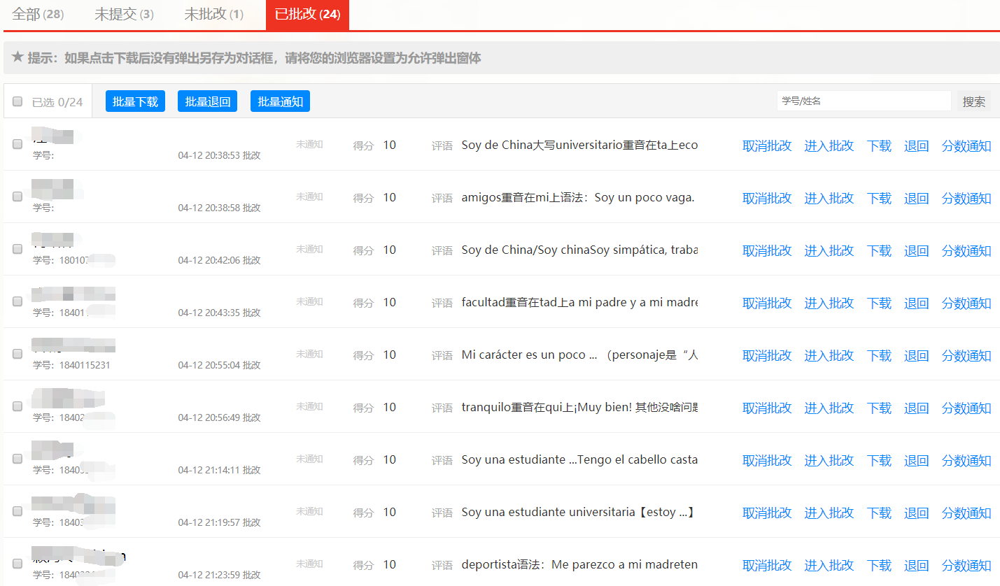 全部 (28) 未提交 (3) 未批改 (1) 已批改 (24)
★ 提示：如果点击下载后没有弹出另存为对话框，请将您的浏览器设置为允许弹出窗体
已选 0/24 批量下载 批量退回 批量通知 学号/姓名 搜索
未通知 得分 10 评语 Soy de China大写universitario重音在ta上eco 取消批改 进入批改 下载 退回 分数通知
学号: 04-12 20:38:53 批改
未通知 得分 10 评语 amigos重音在mi上语法：Soy un poco vaga. 取消批改 进入批改 下载 退回 分数通知
学号: 04-12 20:38:58 批改
未通知 得分 10 评语 Soy de China/Soy chinaSoy simpática, traba 取消批改 进入批改 下载 退回 分数通知
学号: 18010 04-12 20:42:06 批改
未通知 得分 10 评语 facultad重音在tad上a mi padre y a mi madre 取消批改 进入批改 下载 退回 分数通知
学号: 18401 04-12 20:43:35 批改
未通知 得分 10 评语 Mi carácter es un poco ... （personaje是“人 取消批改 进入批改 下载 退回 分数通知
学号: 1840115231 04-12 20:55:04 批改
未通知 得分 10 评语 tranquilo重音在qui上¡Muy bien! 其他没啥问题 取消批改 进入批改 下载 退回 分数通知
学号: 1840 04-12 20:56:49 批改
未通知 得分 10 评语 Soy una estudiante ...Tengo el cabello casta 取消批改 进入批改 下载 退回 分数通知
学号: 1840 04-12 21:14:11 批改
未通知 得分 10 评语 Soy una estudiante universitaria【estoy ...】 取消批改 进入批改 下载 退回 分数通知
学号: 1840 04-12 21:19:57 批改
未通知 得分 10 评语 deportista语法：Me parezco a mi madreten 取消批改 进入批改 下载 退回 分数通知
学号: 1840 04-12 21:23:59 批改